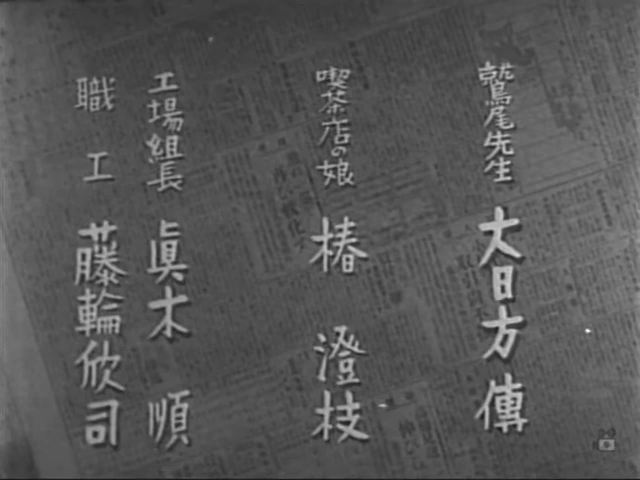 鷲尾先生 大日方傳
喫茶店の娘 椿 澄枝
工場組長 眞木 順
職工 藤輪欣司